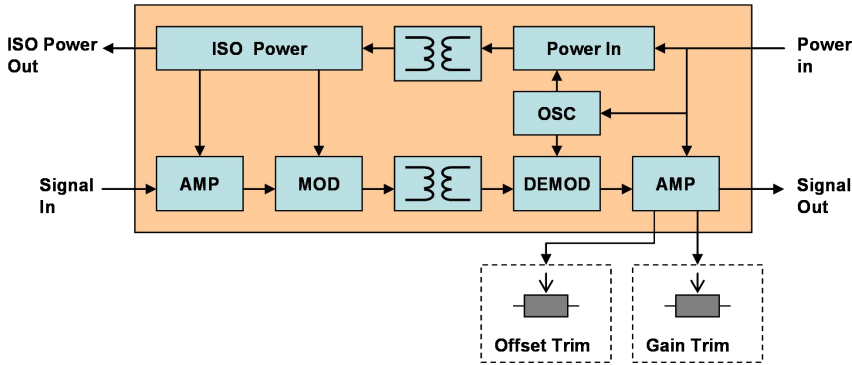 ISO Power
Out
ISO Power
Power In
Power
in
OSC
Signal
In
AMP
MOD
DEMOD
AMP
Signal
Out
Offset Trim
Gain Trim